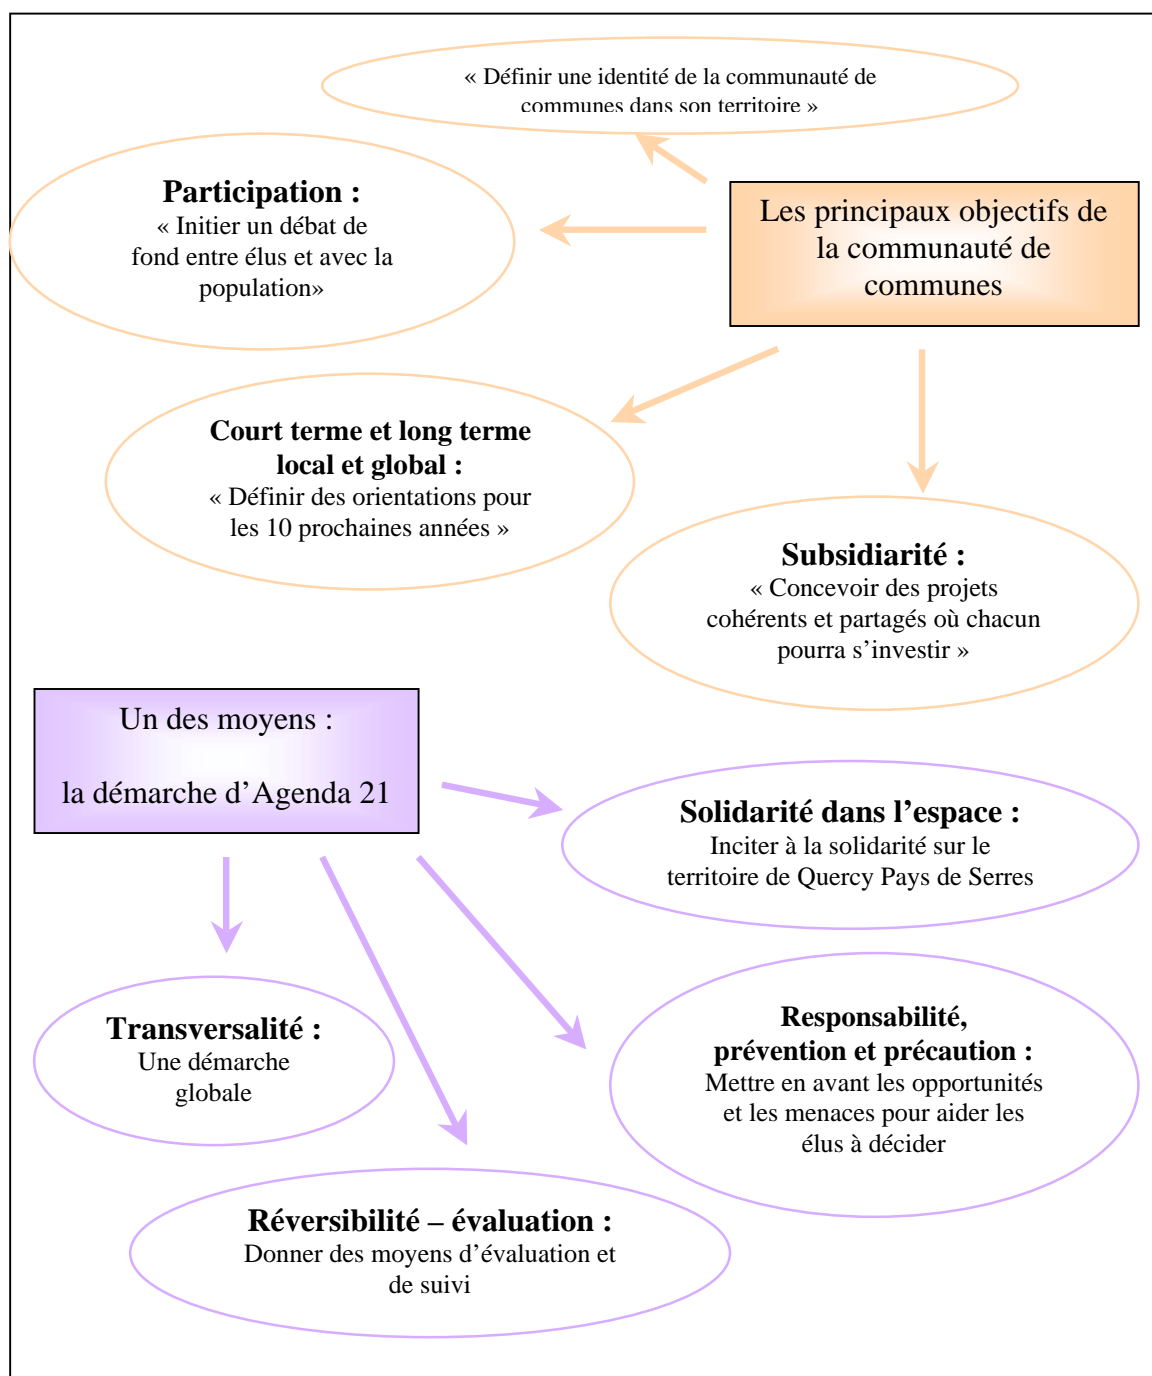 « Définir une identité de la communauté de
communes dans son territoire »
Participation :
« Initier un débat de
fond entre élus et avec la
population»
Les principaux objectifs de
la communauté de
communes
Court terme et long terme
local et global :
« Définir des orientations pour
les 10 prochaines années »
Subsidiarité :
« Concevoir des projets
cohérents et partagés où chacun
pourra s’investir »
Un des moyens :
la démarche d’Agenda 21
Solidarité dans l’espace :
Inciter à la solidarité sur le
territoire de Quercy Pays de Serres
Transversalité :
Une démarche
globale
Responsabilité,
prévention et précaution :
Mettre en avant les opportunités
et les menaces pour aider les
élus à décider
Réversibilité – évaluation :
Donner des moyens d’évaluation et
de suivi